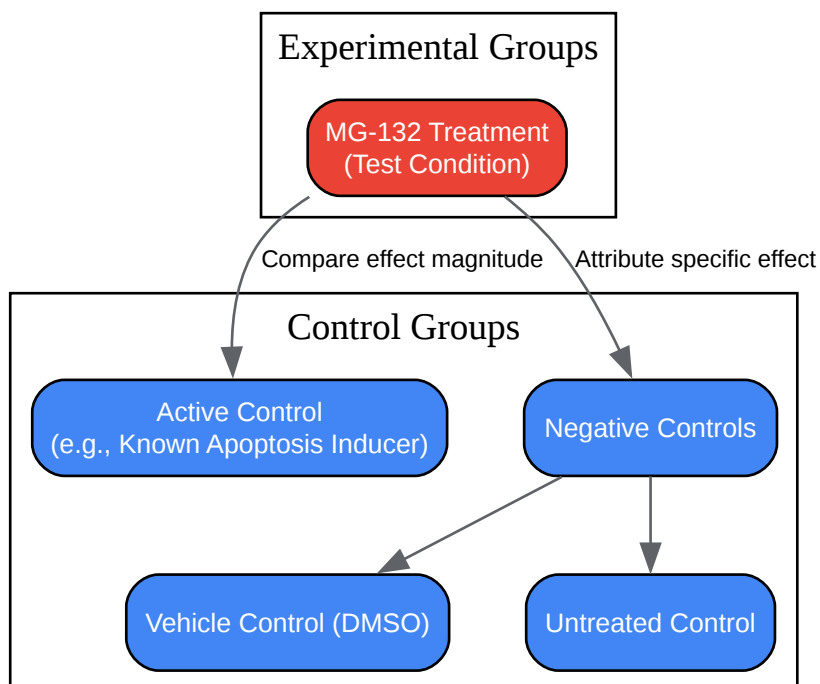 Experimental Groups
MG-132 Treatment
(Test Condition)
Compare effect magnitude
Attribute specific effect
Control Groups
Active Control
(e.g., Known Apoptosis Inducer)
Negative Controls
Vehicle Control (DMSO)
Untreated Control